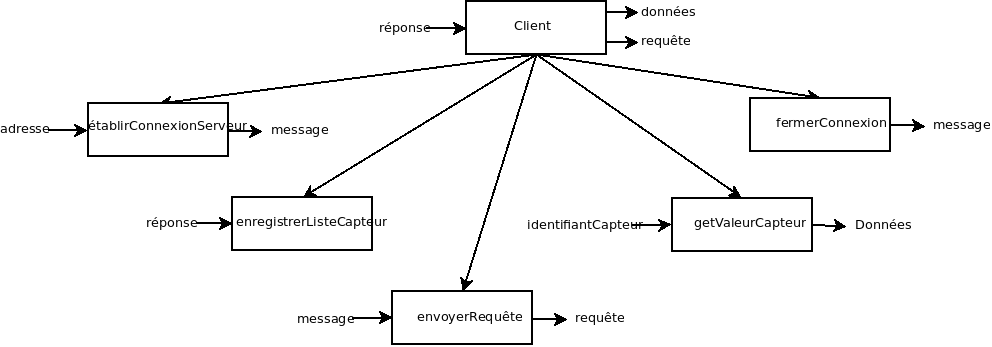 données
réponse
Client
requête
adresse
établirConnexionServeur
message
fermerConnexion
message
réponse
enregistrerListeCapteur
identifiantCapteur
getValeurCapteur
Données
message
envoyerRequête
requête